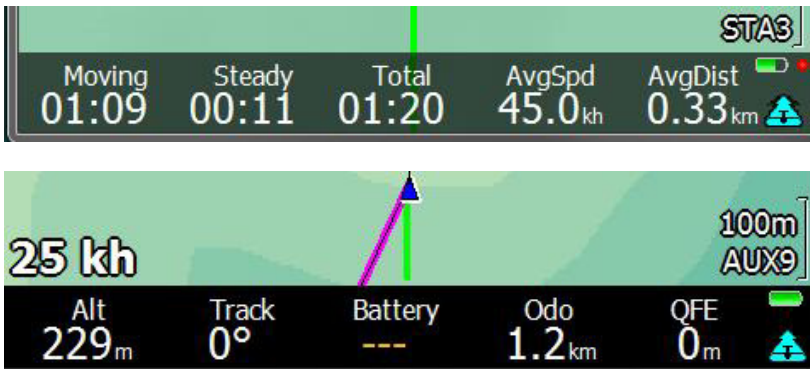 STA3
Moving Steady Total AvgSpd AvgDist
01:09 00:11 01:20 45.0kh 0.33km
100m
25 kh AUX9
Alt Track Battery Odo QFE
229m 0° --- 1.2km 0m